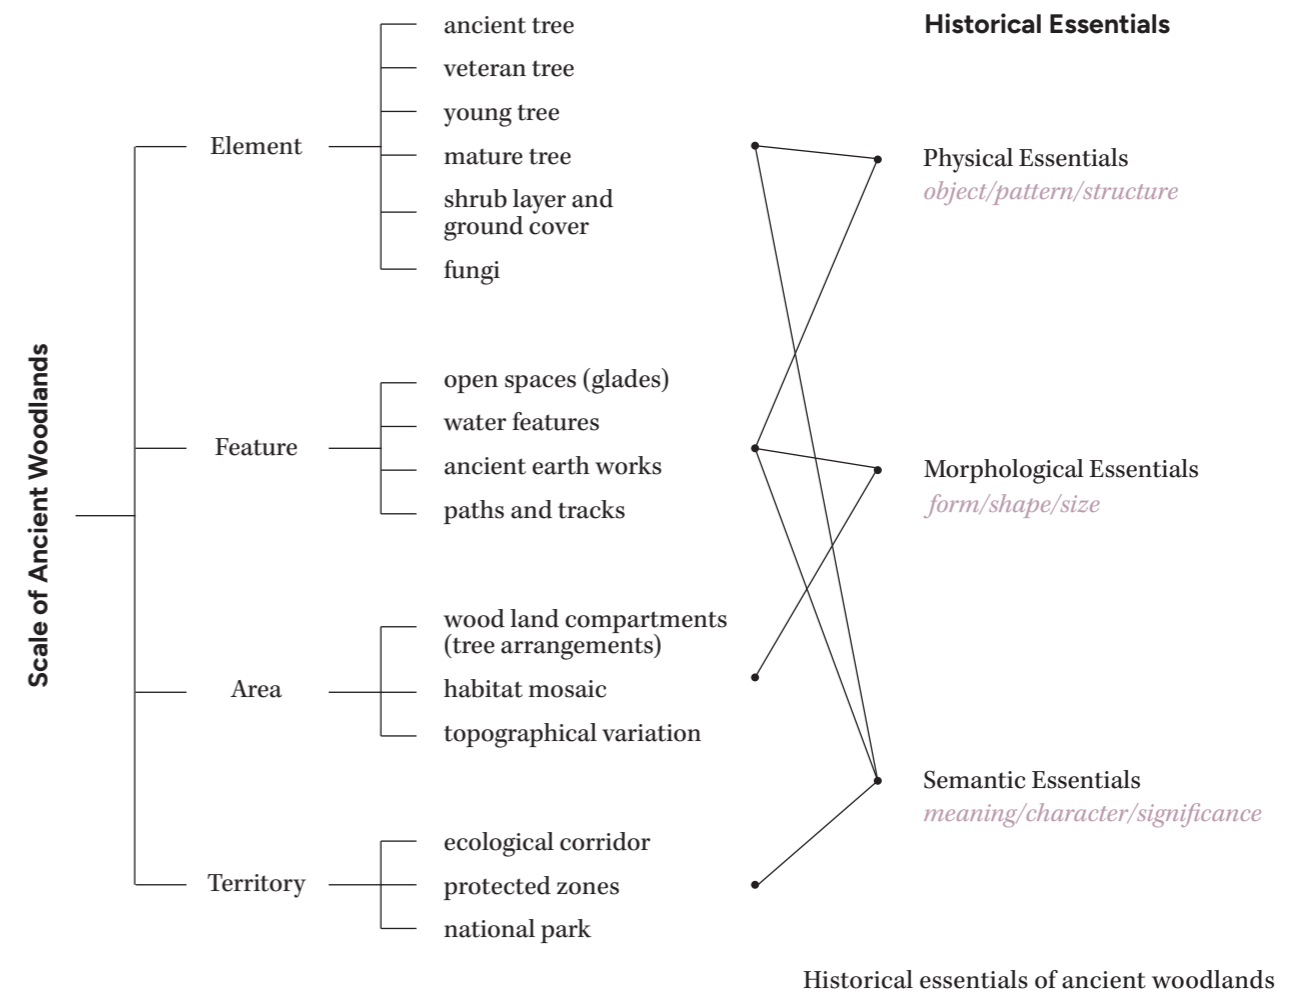 Scale of Ancient Woodlands
Element
ancient tree
veteran tree
young tree
mature tree
shrub layer and
ground cover
fungi
Feature
open spaces (glades)
water features
ancient earth works
paths and tracks
Area
wood land compartments
(tree arrangements)
habitat mosaic
topographical variation
Territory
ecological corridor
protected zones
national park
Historical Essentials
Physical Essentials
object/pattern/structure
Morphological Essentials
form/shape/size
Semantic Essentials
meaning/character/significance
Historical essentials of ancient woodlands